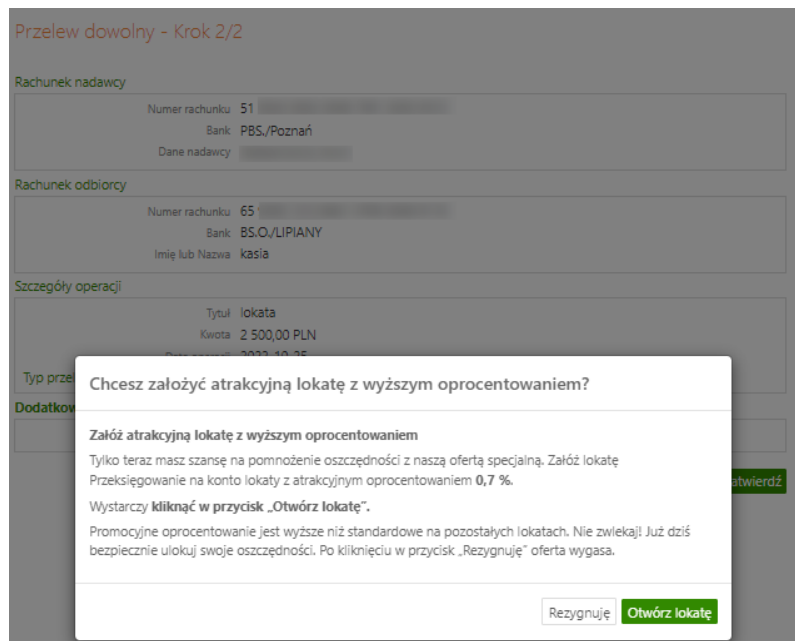 Przelew dowolny - Krok 2/2
Rachunek nadawcy
Numer rachunku 51
Bank PBS./Poznań
Dane nadawcy
Rachunek odbiorcy
Numer rachunku 65
Bank BS.O./LIPIANY
Imię lub Nazwa kasia
Szczegóły operacji
Tytuł lokata
Kwota 2 500,00 PLN
Typ przel
Dodatkow
atwierdź
Chcesz założyć atrakcyjną lokatę z wyższym oprocentowaniem?
Załóż atrakcyjną lokatę z wyższym oprocentowaniem
Tylko teraz masz szansę na pomnożenie oszczędności z naszą ofertą specjalną. Załóż lokatę
Przeksięgowanie na konto lokaty z atrakcyjnym oprocentowaniem 0,7 %.
Wystarczy kliknąć w przycisk „Otwórz lokatę”.
Promocyjne oprocentowanie jest wyższe niż standardowe na pozostałych lokatach. Nie zwlekaj! Już dziś
bezpiecznie ulokuj swoje oszczędności. Po kliknięciu w przycisk „Rezygnuję” oferta wygasa.
Rezygnuję Otwórz lokatę